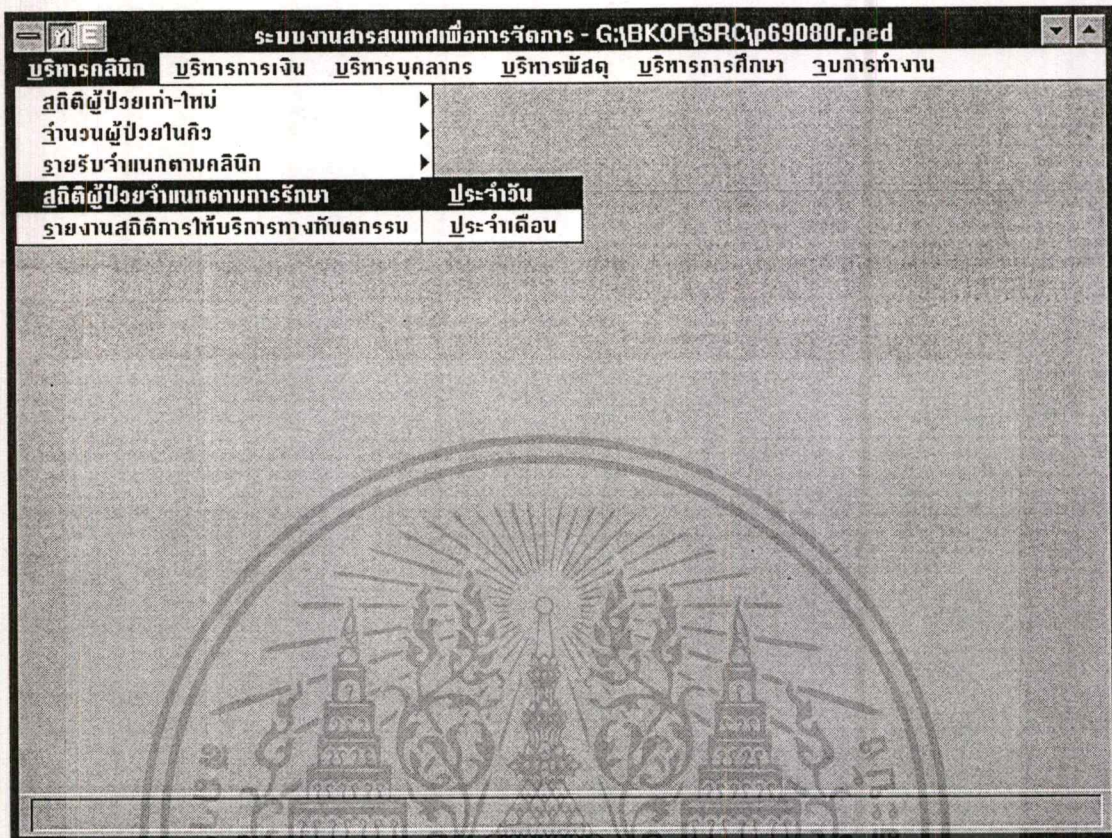 ท E ระบบงานสารสนเทศเพื่อการจัดการ - G:\BKOF\SRC\p69080r.ped
บริหารคลินิก บริหารการเงิน บริหารบุคลากร บริหารพัสดุ บริหารการศึกษา จบการทำงาน
สถิติผู้ป่วยเก่า-ใหม่
จำนวนผู้ป่วยในคิว
รายรับจำแนกตามคลินิก
สถิติผู้ป่วยจำแนกตามการรักษา ประจำวัน
รายงานสถิติการให้บริการทางทันตกรรม ประจำเดือน